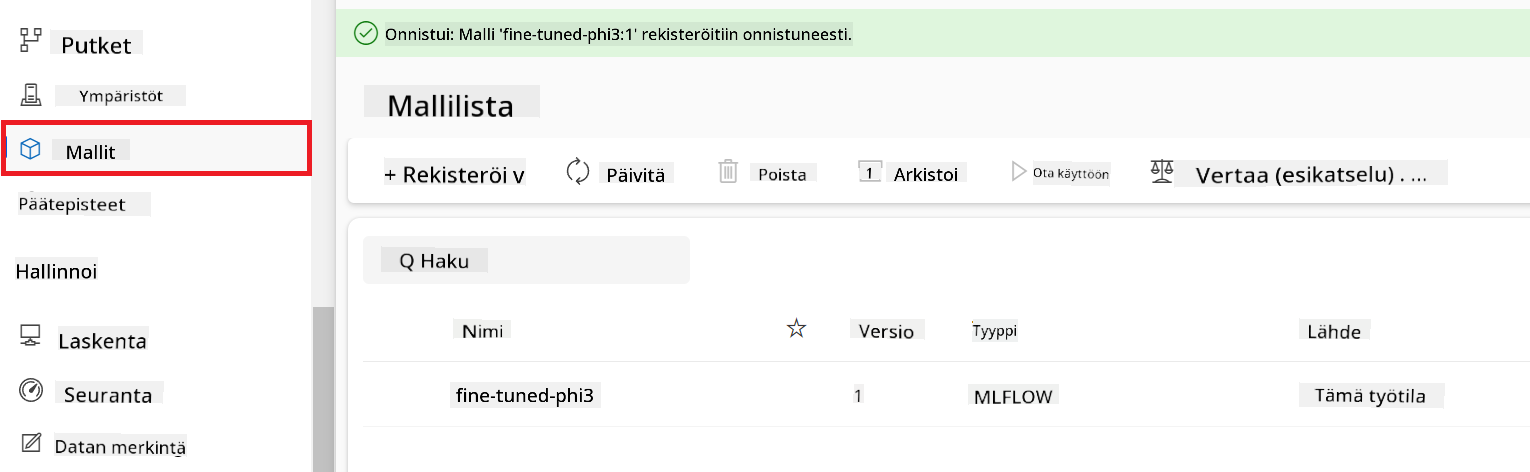 Putket
Ympäristöt
Mallit
Päätepisteet
Hallinnoi
Laskenta
Seuranta
Datan merkintä
Onnistui: Malli 'fine-tuned-phi3:1' rekisteröitiin onnistuneesti.
Mallilista
+ Rekisteröi v Päivitä Poista 1 Arkistoi Ota käyttöön Vertaa (esikatselu) . ...
Q Haku
Nimi Versio Tyyppi Lähde
fine-tuned-phi3 1 MLFLOW Tämä työtila